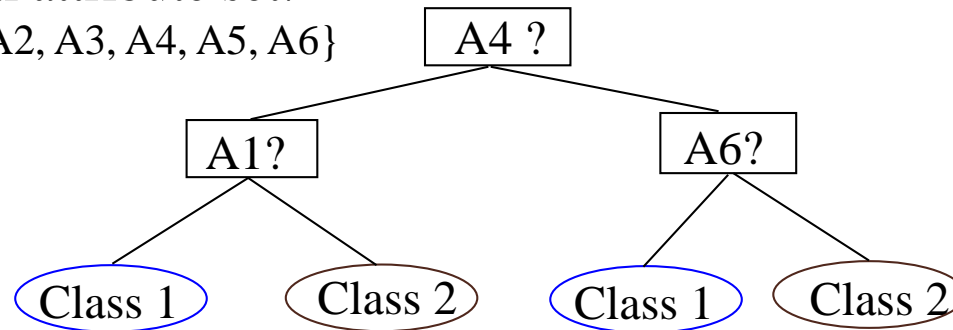 A2, A3, A4, A5, A6}
A4 ?
A1?
A6?
Class 1
Class 2
Class 1
Class 2